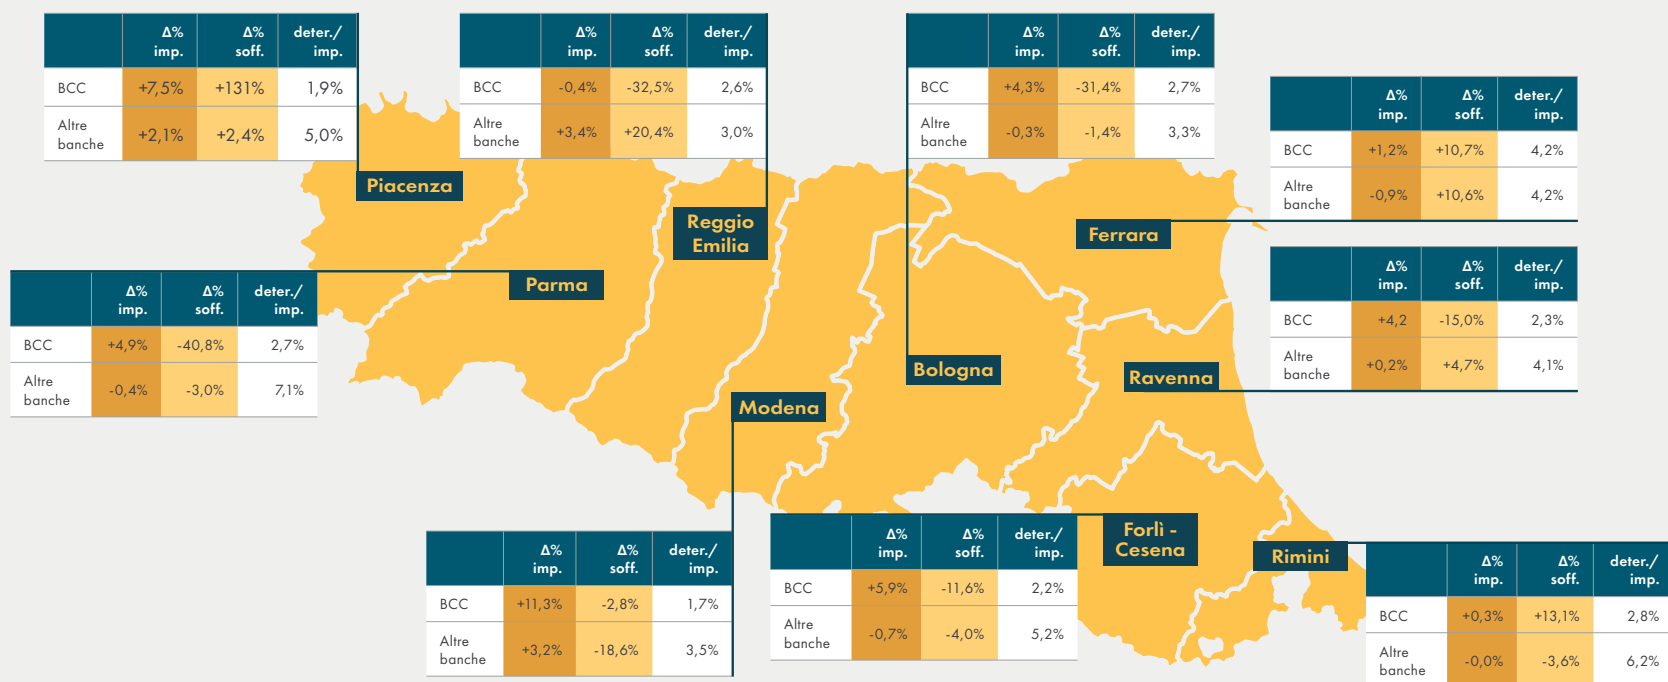 Δ% imp. Δ% soff. deter./ imp.
BCC +7,5% +131% 1,9%
Altre banche +2,1% +2,4% 5,0%
Piacenza
Δ% imp. Δ% soff. deter./ imp.
BCC -0,4% -32,5% 2,6%
Altre banche +3,4% +20,4% 3,0%
Reggio
Emilia
Δ% imp. Δ% soff. deter./ imp.
BCC +4,3% -31,4% 2,7%
Altre banche -0,3% -1,4% 3,3%
Bologna
Δ% imp. Δ% soff. deter./ imp.
BCC +1,2% +10,7% 4,2%
Altre banche -0,9% +10,6% 4,2%
Ferrara
Δ% imp. Δ% soff. deter./ imp.
BCC +4,9% -40,8% 2,7%
Altre banche -0,4% -3,0% 7,1%
Parma
Δ% imp. Δ% soff. deter./ imp.
BCC +4,2 -15,0% 2,3%
Altre banche +0,2% +4,7% 4,1%
Ravenna
Modena
Δ% imp. Δ% soff. deter./ imp.
BCC +11,3% -2,8% 1,7%
Altre banche +3,2% -18,6% 3,5%
Δ% imp. Δ% soff. deter./ imp.
BCC +5,9% -11,6% 2,2%
Altre banche -0,7% -4,0% 5,2%
Forlì -
Cesena
Rimini
Δ% imp. Δ% soff. deter./ imp.
BCC +0,3% +13,1% 2,8%
Altre banche -0,0% -3,6% 6,2%